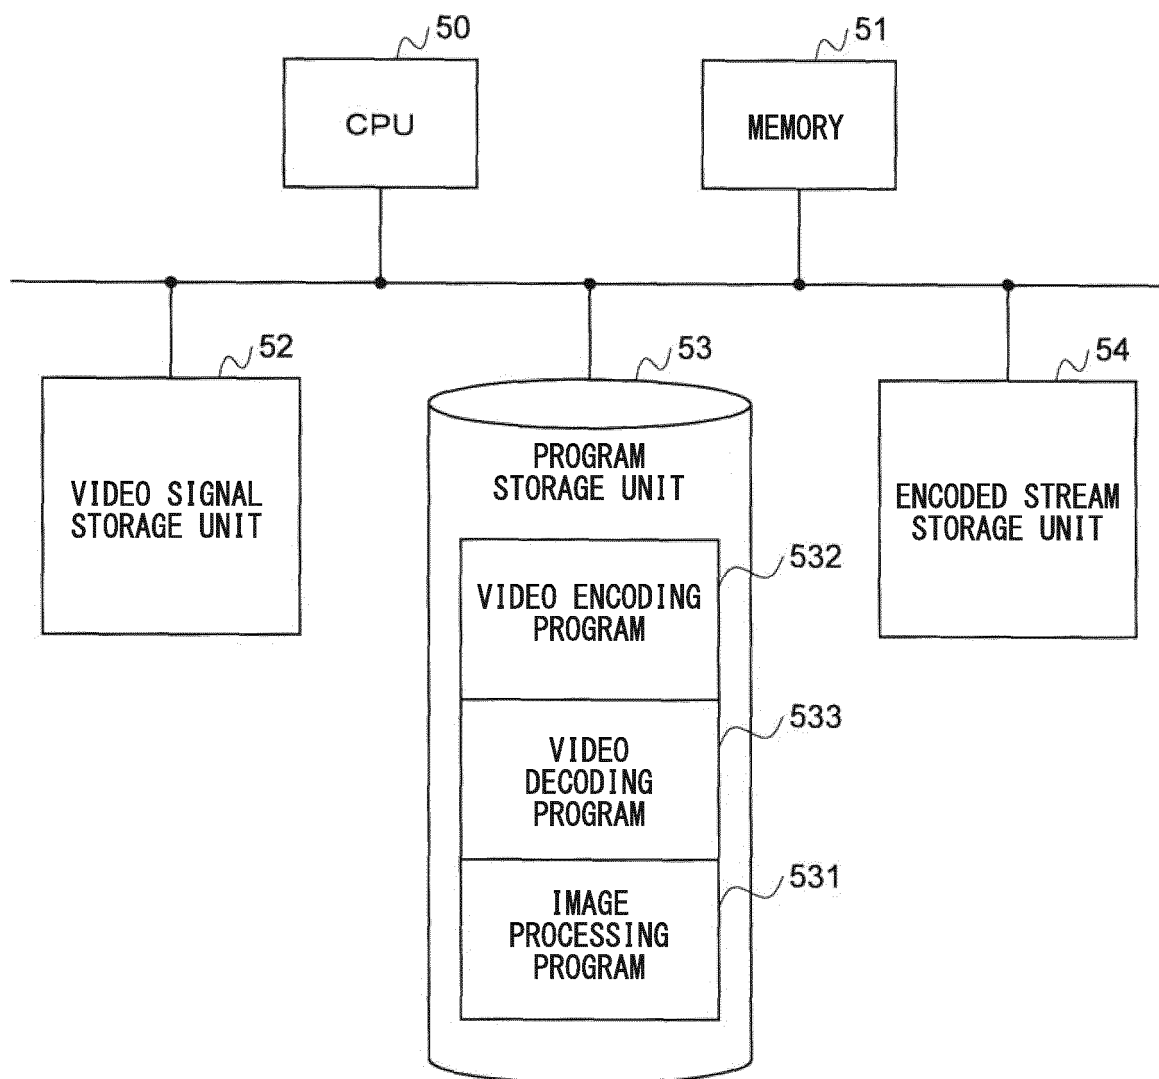 50
51
CPU
MEMORY
52
53
54
VIDEO SIGNAL
STORAGE UNIT
PROGRAM
STORAGE UNIT
ENCODED STREAM
STORAGE UNIT
532
VIDEO ENCODING
PROGRAM
533
VIDEO
DECODING
PROGRAM
531
IMAGE
PROCESSING
PROGRAM